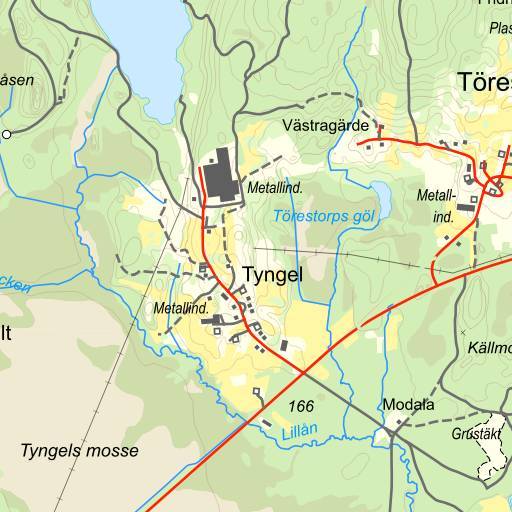 Plas
åsen
Töres
Västragärde
Metallind.
Metall-
ind.
Törestorps göl
Tyngel
cken
Metallind.
lt
Källmo
166
Modala
Lillån
Grustäkt
Tyngels mosse